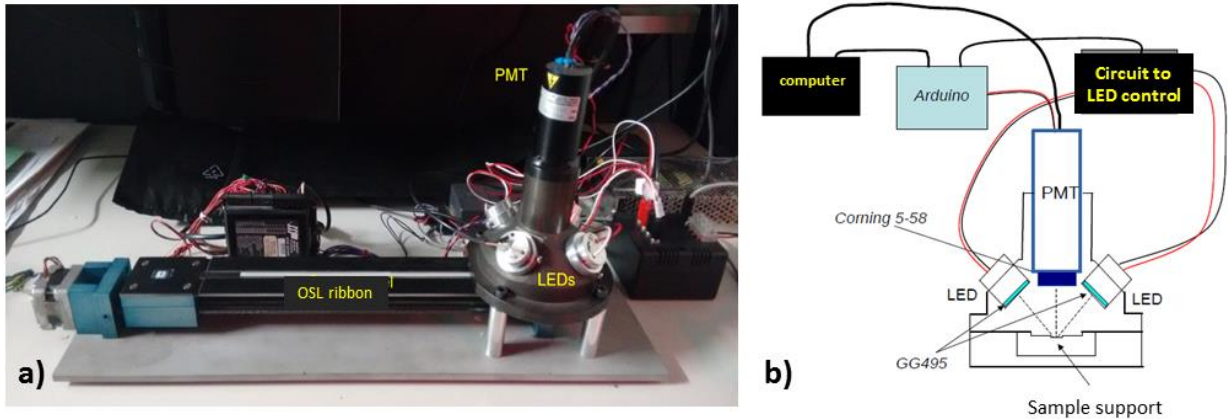 PMT
OSL ribbon
LEDs
a)
computer
Arduino
Circuit to
LED control
PMT
Corning 5-58
LED
LED
GG495
Sample support
b)